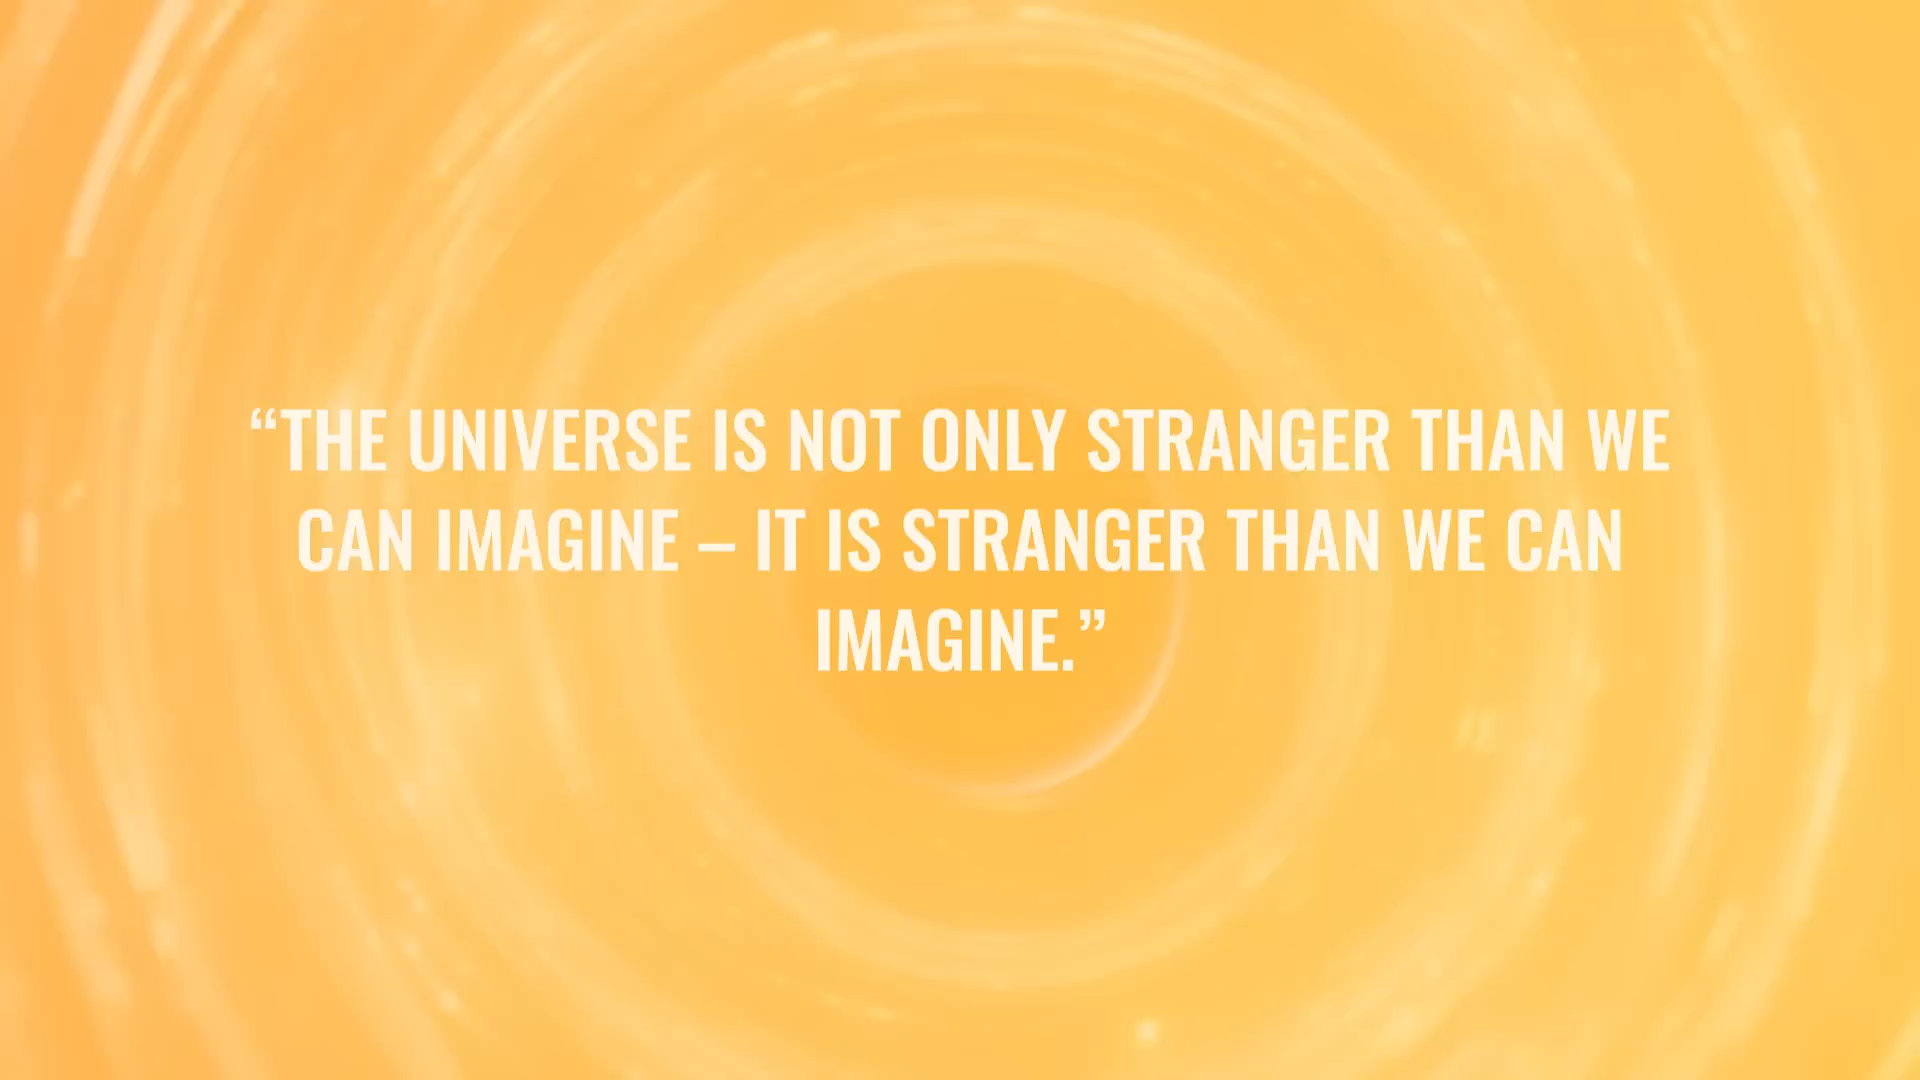 “THE UNIVERSE IS NOT ONLY STRANGER THAN WE
CAN IMAGINE – IT IS STRANGER THAN WE CAN
IMAGINE.”